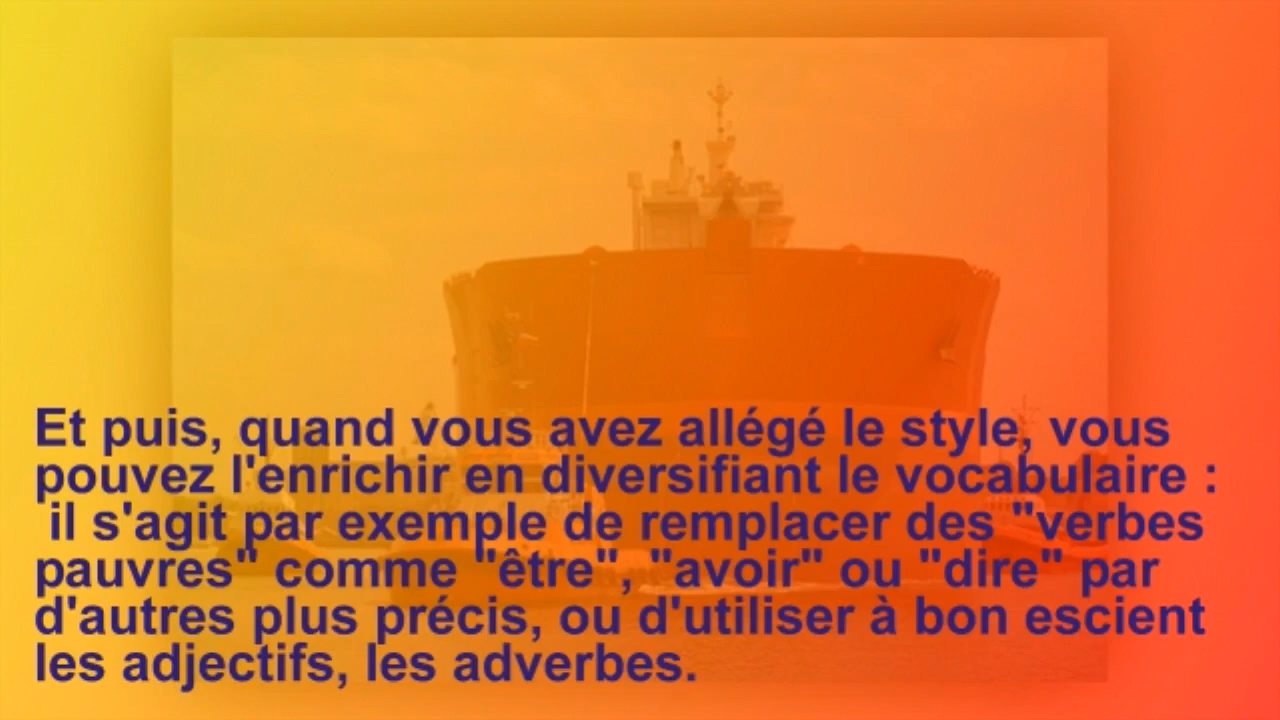 Et puis, quand vous avez allégé le style, vous
pouvez l'enrichir en diversifiant le vocabulaire :
il s'agit par exemple de remplacer des "verbes
pauvres" comme "être", "avoir" ou "dire" par
d'autres plus précis, ou d'utiliser à bon escient
les adjectifs, les adverbes.